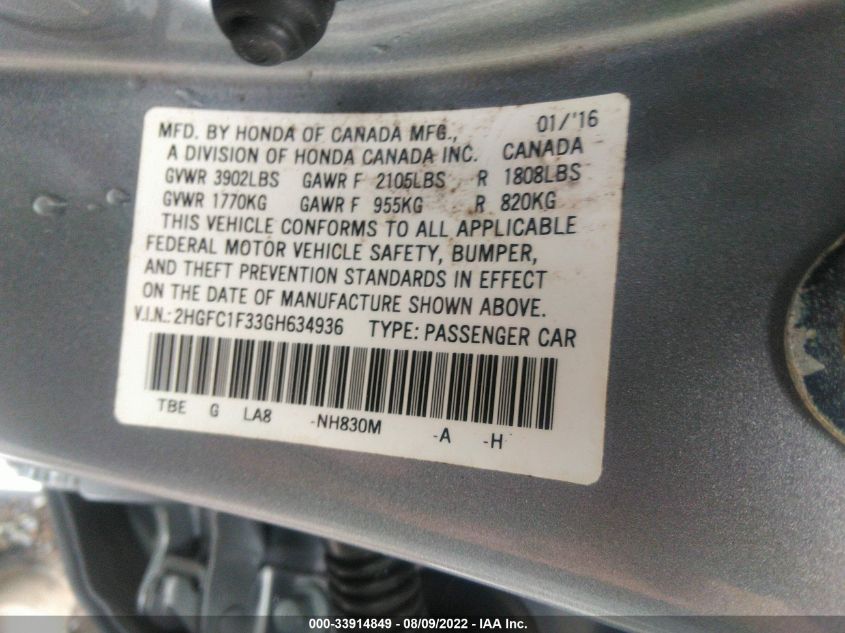 MFD. BY HONDA OF CANADA MFG., 01/'16
A DIVISION OF HONDA CANADA INC. CANADA
GVWR 3902LBS GAWR F 2105LBS R 1808LBS
GVWR 1770KG GAWR F 955KG R 820KG
THIS VEHICLE CONFORMS TO ALL APPLICABLE
FEDERAL MOTOR VEHICLE SAFETY, BUMPER,
AND THEFT PREVENTION STANDARDS IN EFFECT
ON THE DATE OF MANUFACTURE SHOWN ABOVE.
V.I.N.: 2HGFC1F33GH634936 TYPE: PASSENGER CAR
TBE G LA8 -NH830M -A -H
000-33914849 - 08/09/2022 - IAA Inc.